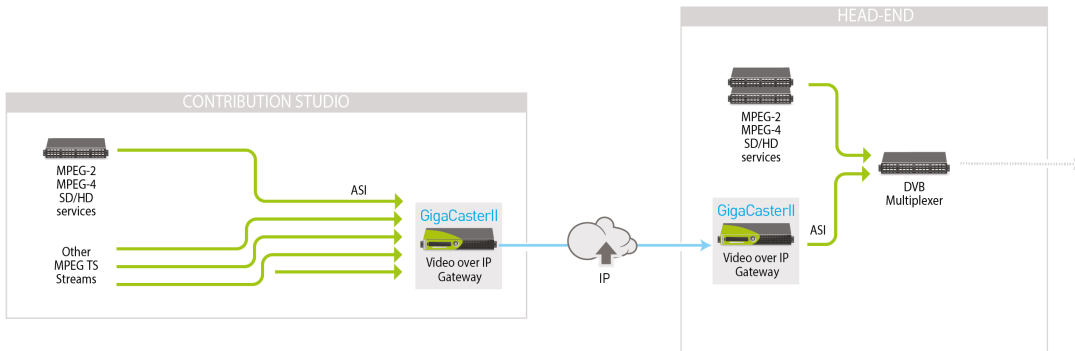 CONTRIBUTION STUDIO
MPEG-2
MPEG-4
SD/HD
services
Other
MPEG TS
Streams
ASI
GigaCasterII
Video over IP
Gateway
IP
HEAD-END
MPEG-2
MPEG-4
SD/HD
services
GigaCasterII
Video over IP
Gateway
ASI
DVB
Multiplexer